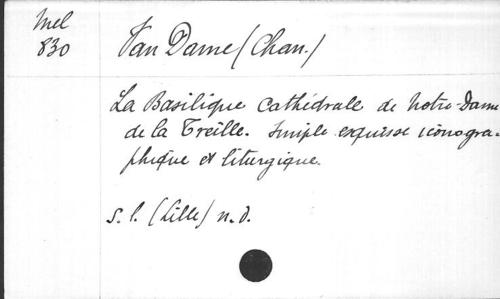 Mel
830
Van Dame (Chan.)
La Basilique Cathédrale de Notre-Dame
de la Treille. Simple esquisse iconogra-
phique et liturgique.
s. l. (Lille) n. d.